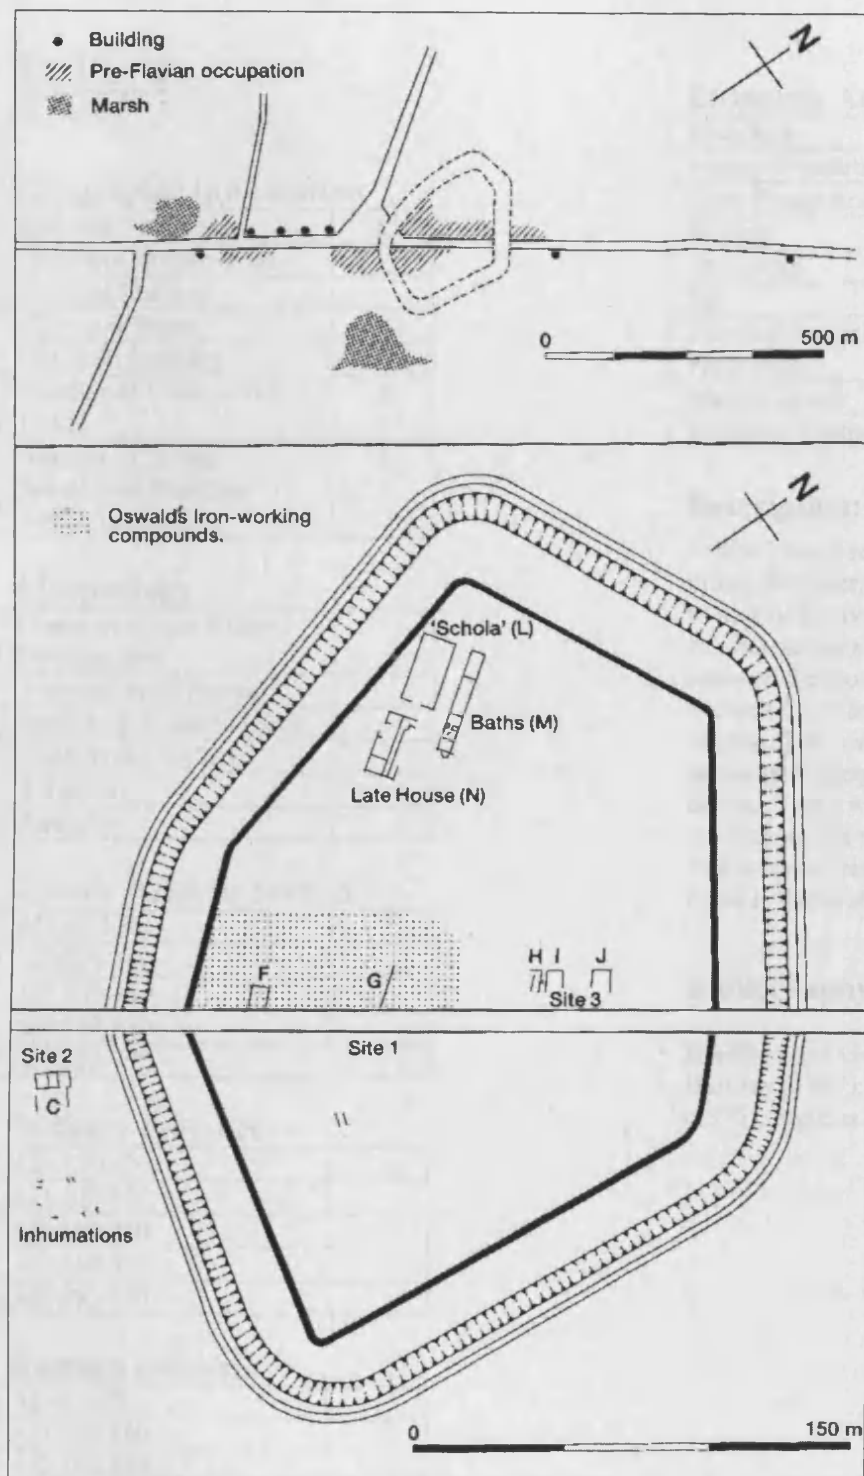 Building
Pre-Flavian occupation
Marsh
N
0 500 m
N
Oswalds Iron-working
compounds.
'Schola' (L)
Baths (M)
Late House (N)
F
G
H I J
Site 3
Site 1
Site 2
C
Inhumations
0 150 m